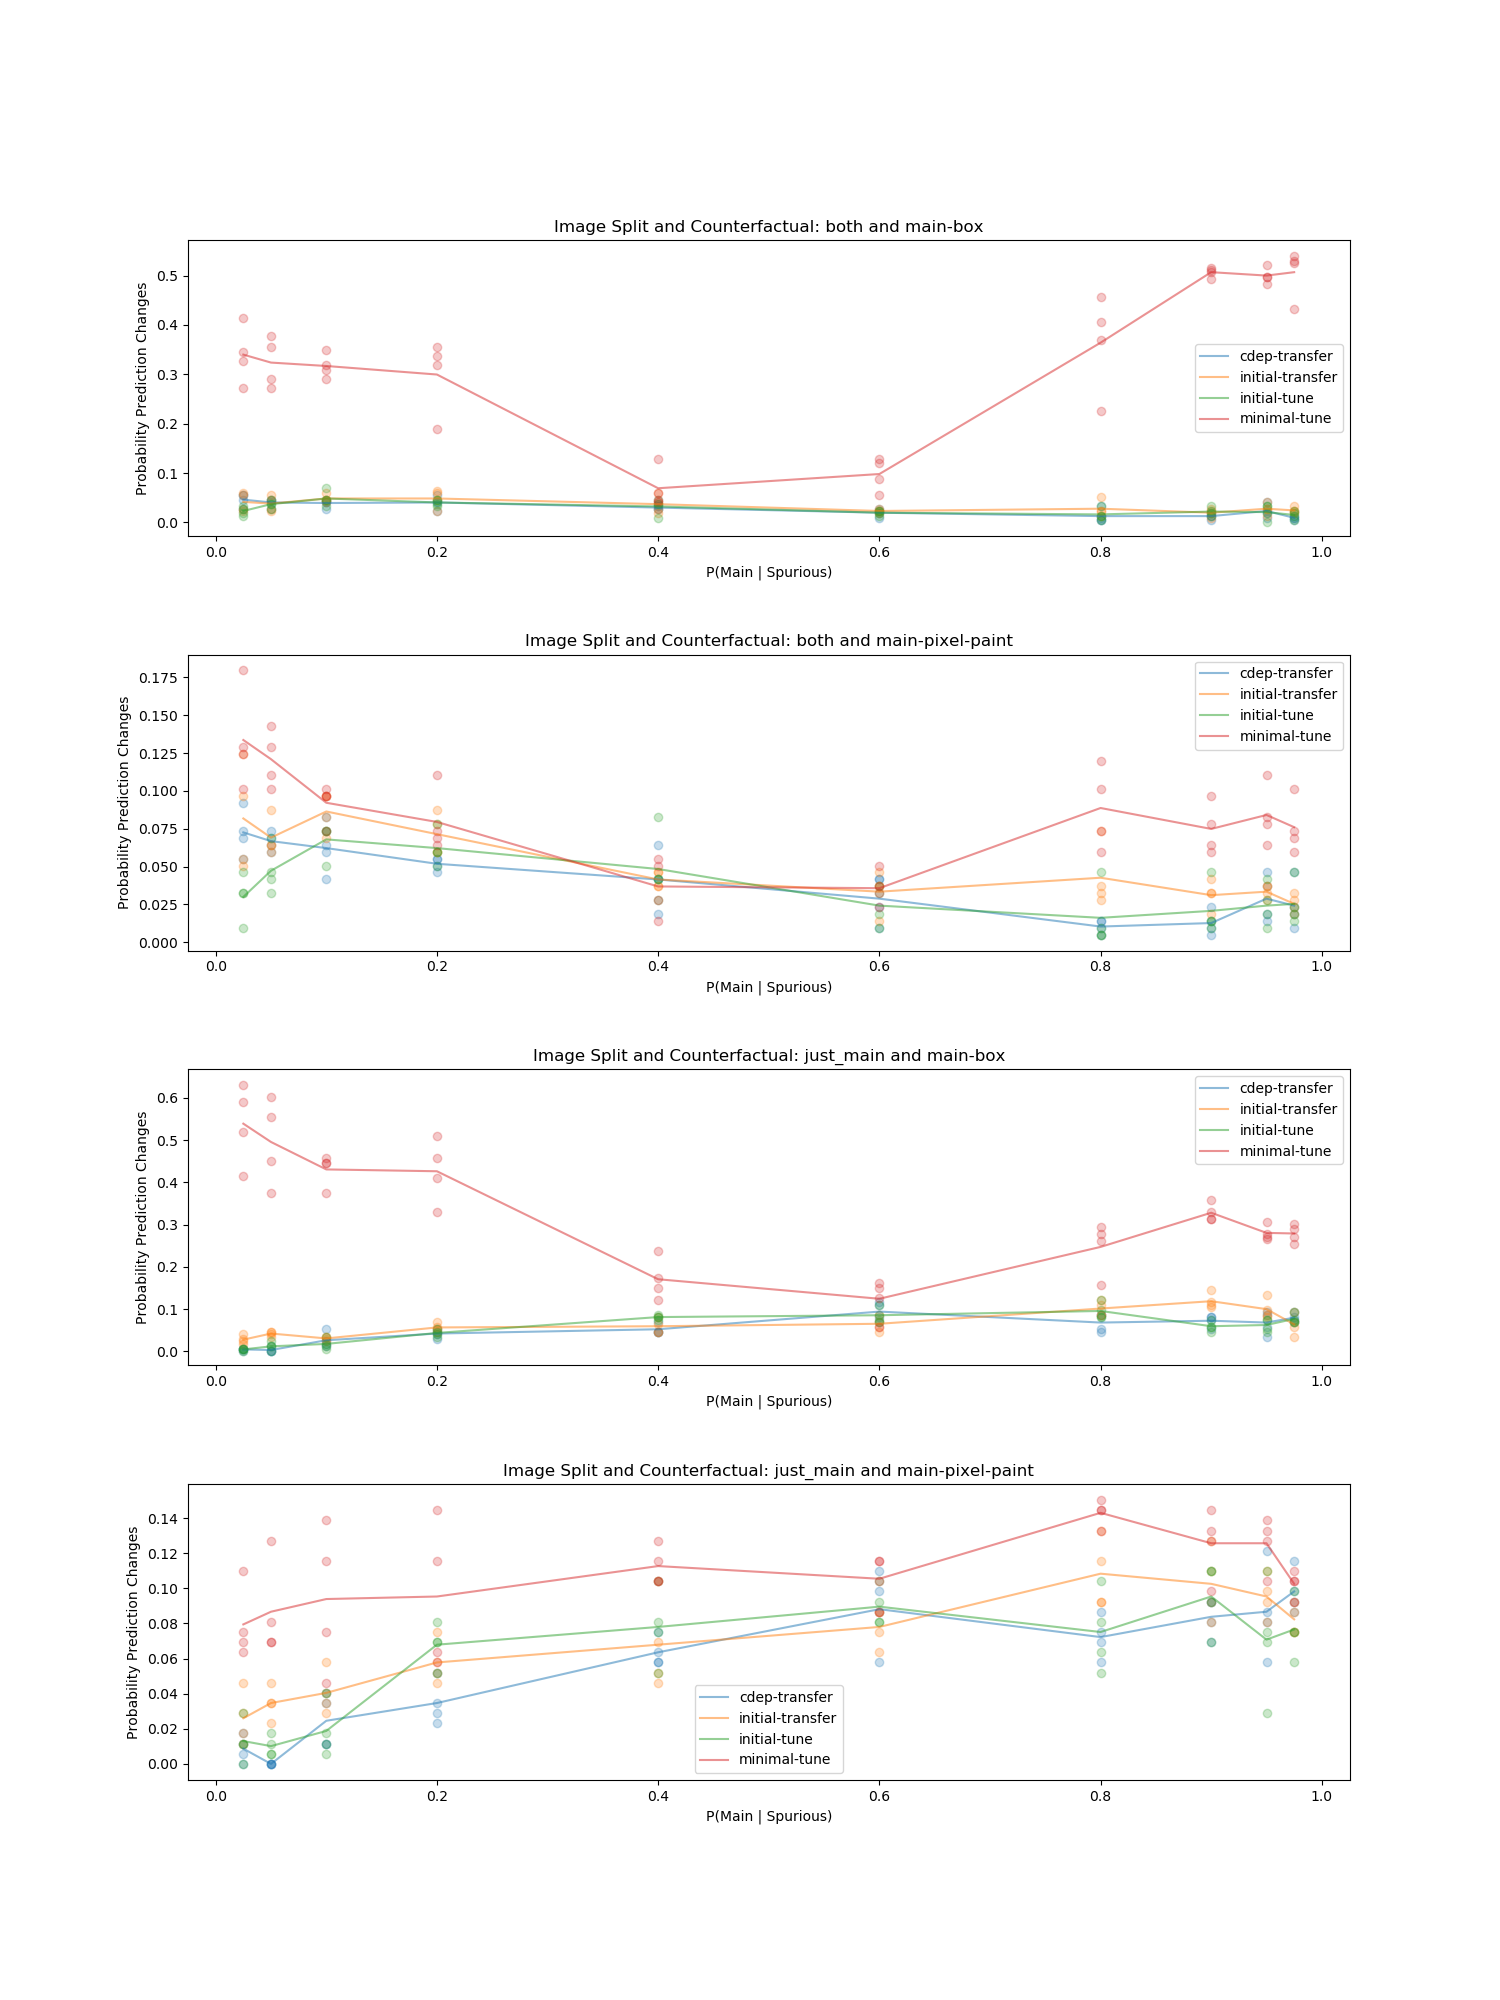 Image Split and Counterfactual: both and main-box
Probability Prediction Changes
0.5
0.4
0.3
0.2
0.1
0.0
cdep-transfer
initial-transfer
initial-tune
minimal-tune
0.0 0.2 0.4 0.6 0.8 1.0
P(Main | Spurious)
Image Split and Counterfactual: both and main-pixel-paint
Probability Prediction Changes
0.175
0.150
0.125
0.100
0.075
0.050
0.025
0.000
cdep-transfer
initial-transfer
initial-tune
minimal-tune
0.0 0.2 0.4 0.6 0.8 1.0
P(Main | Spurious)
Image Split and Counterfactual: just_main and main-box
Probability Prediction Changes
0.6
0.5
0.4
0.3
0.2
0.1
0.0
cdep-transfer
initial-transfer
initial-tune
minimal-tune
0.0 0.2 0.4 0.6 0.8 1.0
P(Main | Spurious)
Image Split and Counterfactual: just_main and main-pixel-paint
Probability Prediction Changes
0.14
0.12
0.10
0.08
0.06
0.04
0.02
0.00
cdep-transfer
initial-transfer
initial-tune
minimal-tune
0.0 0.2 0.4 0.6 0.8 1.0
P(Main | Spurious)